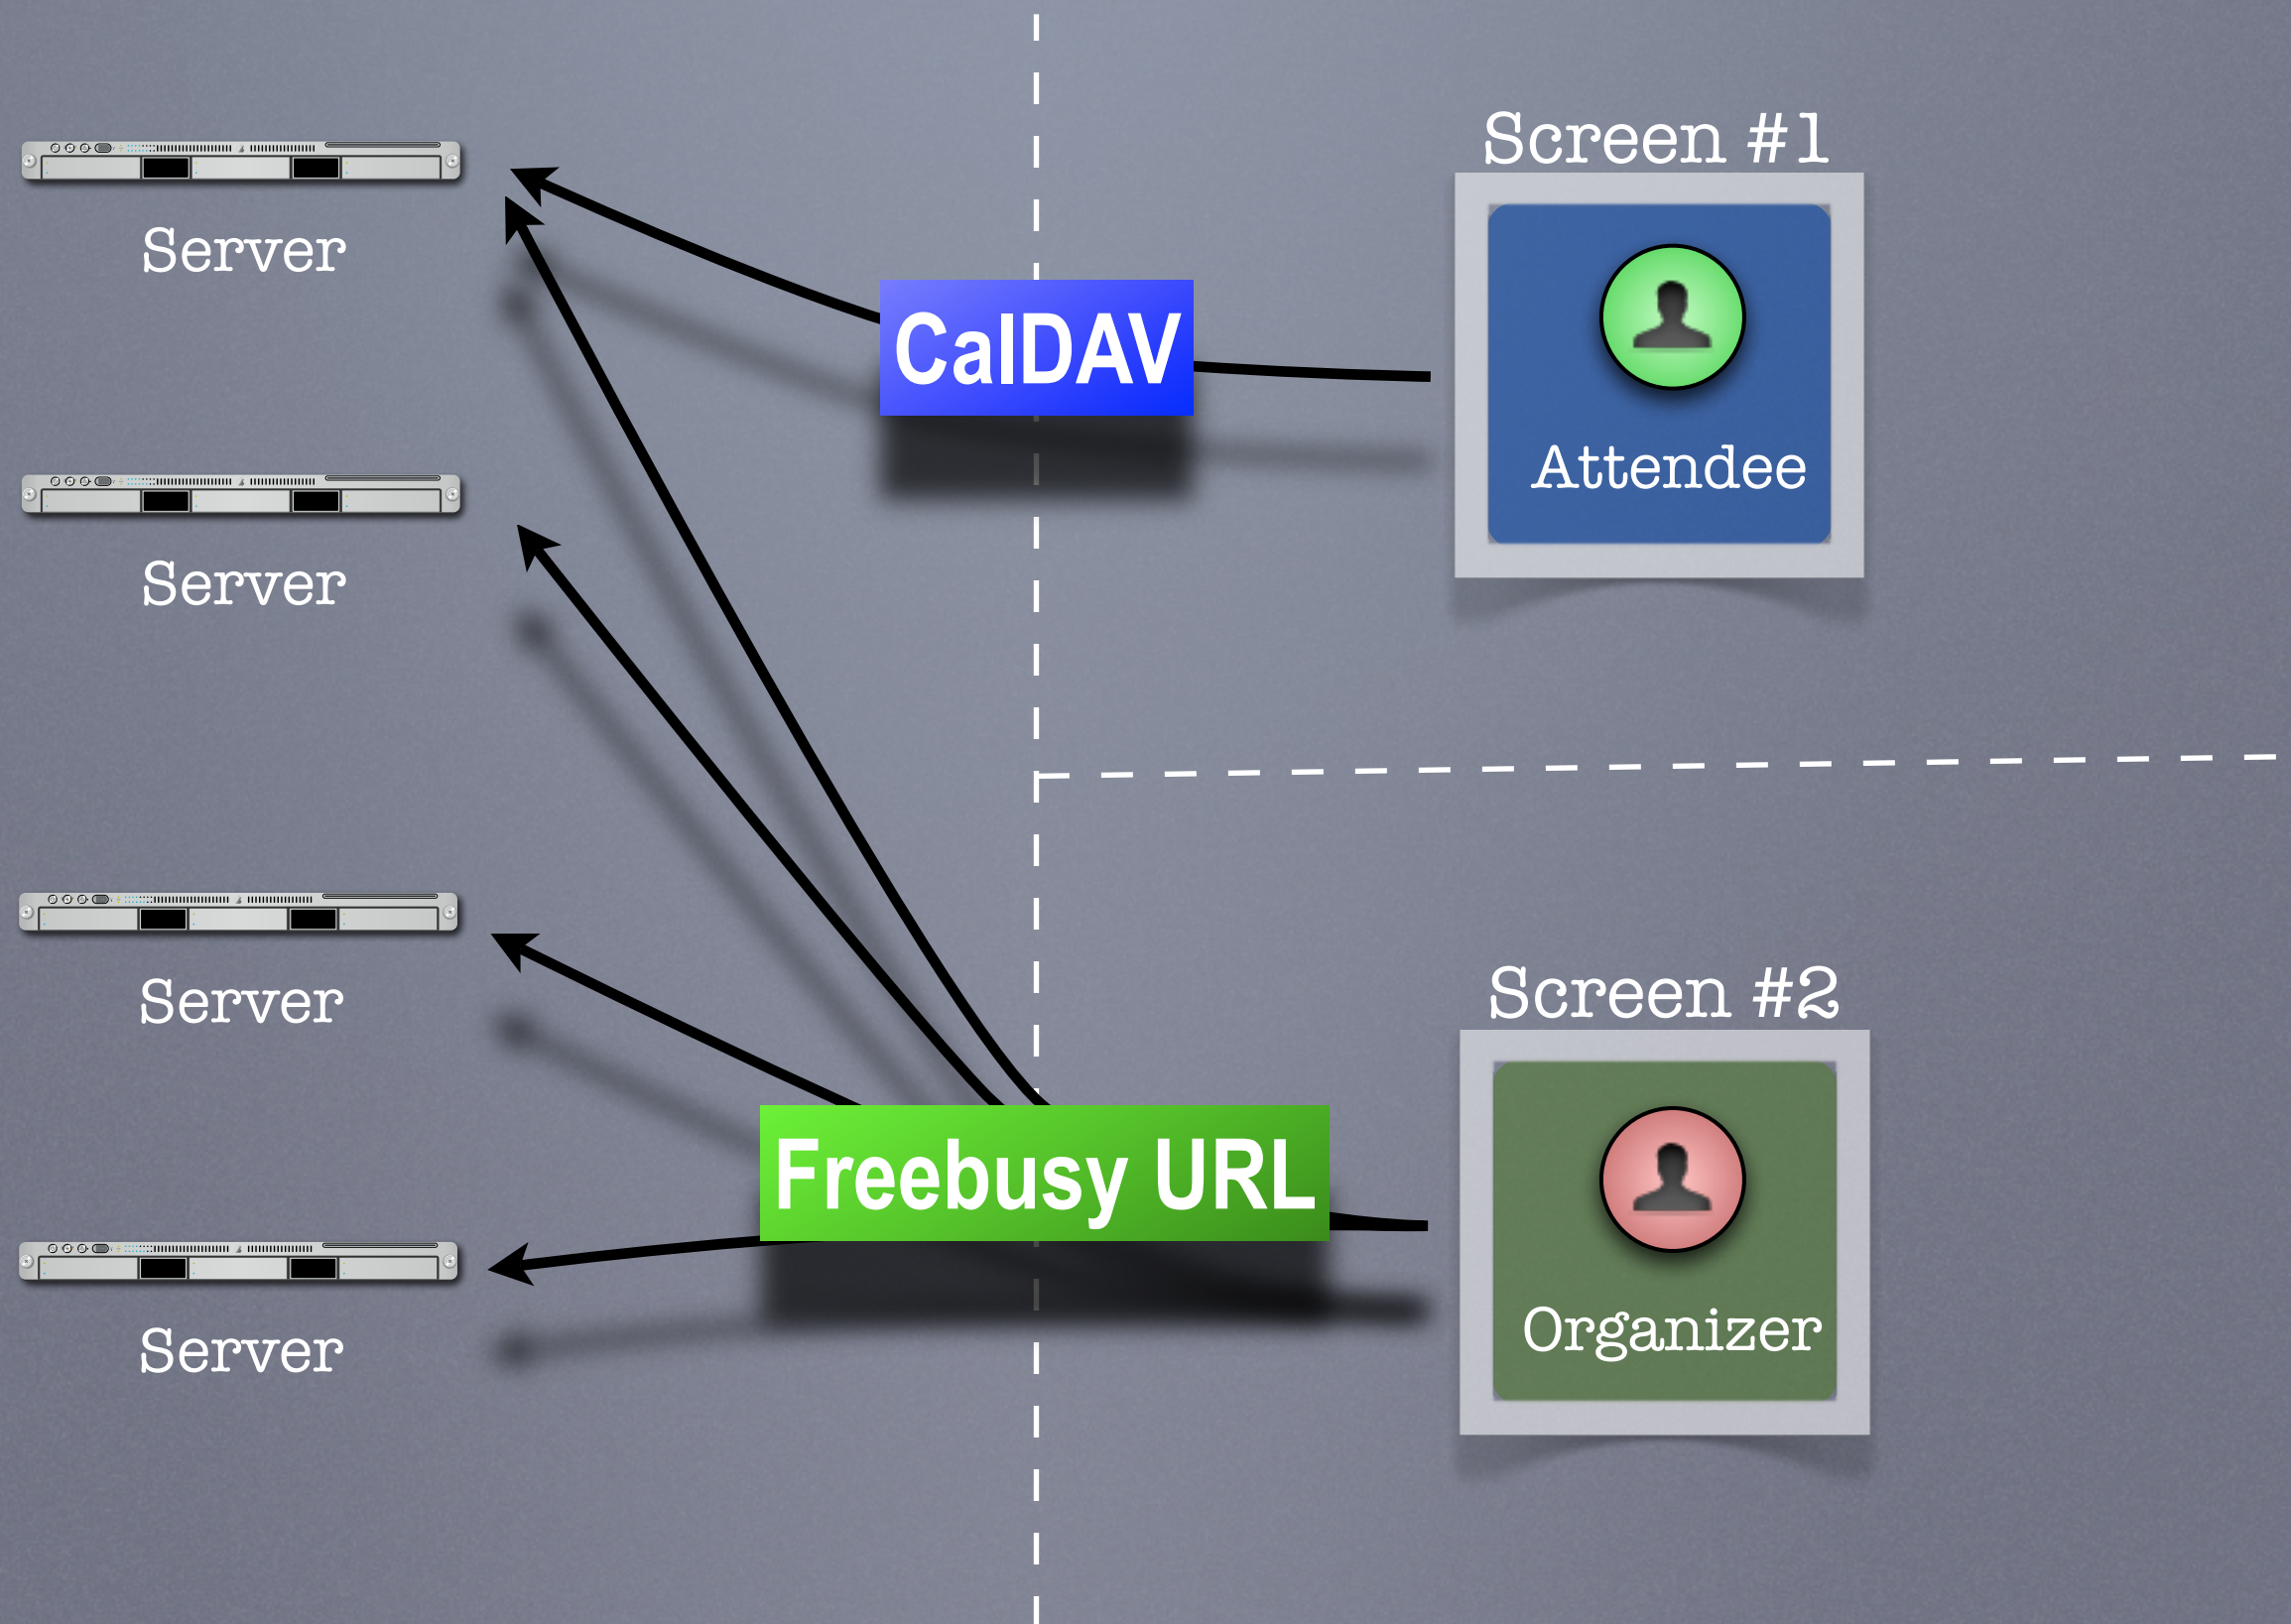 Server
Server
Server
Server
CalDAV
Freebusy URL
Screen #1
Attendee
Screen #2
Organizer